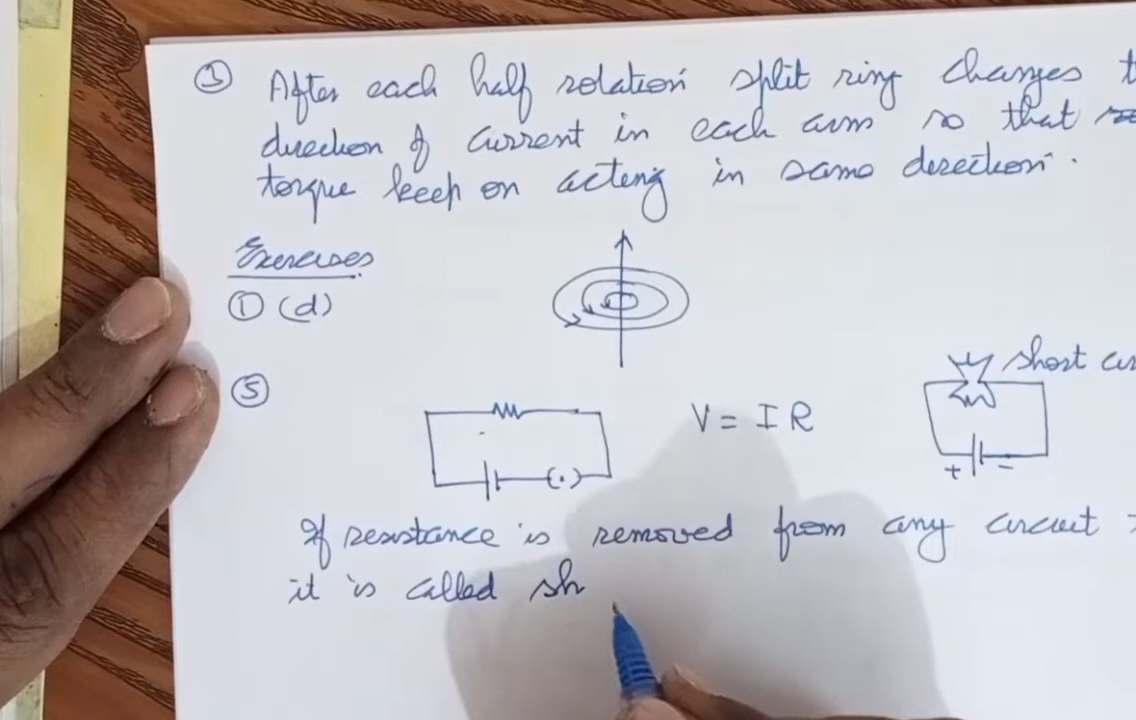 ③ After each half rotation split ring changes
direction of current in each arm so that
torque keep on acting in same direction.
Exercises
① (d)
⑤
V = IR
short
+ -
If resistance is removed from any circuit
it is called sh